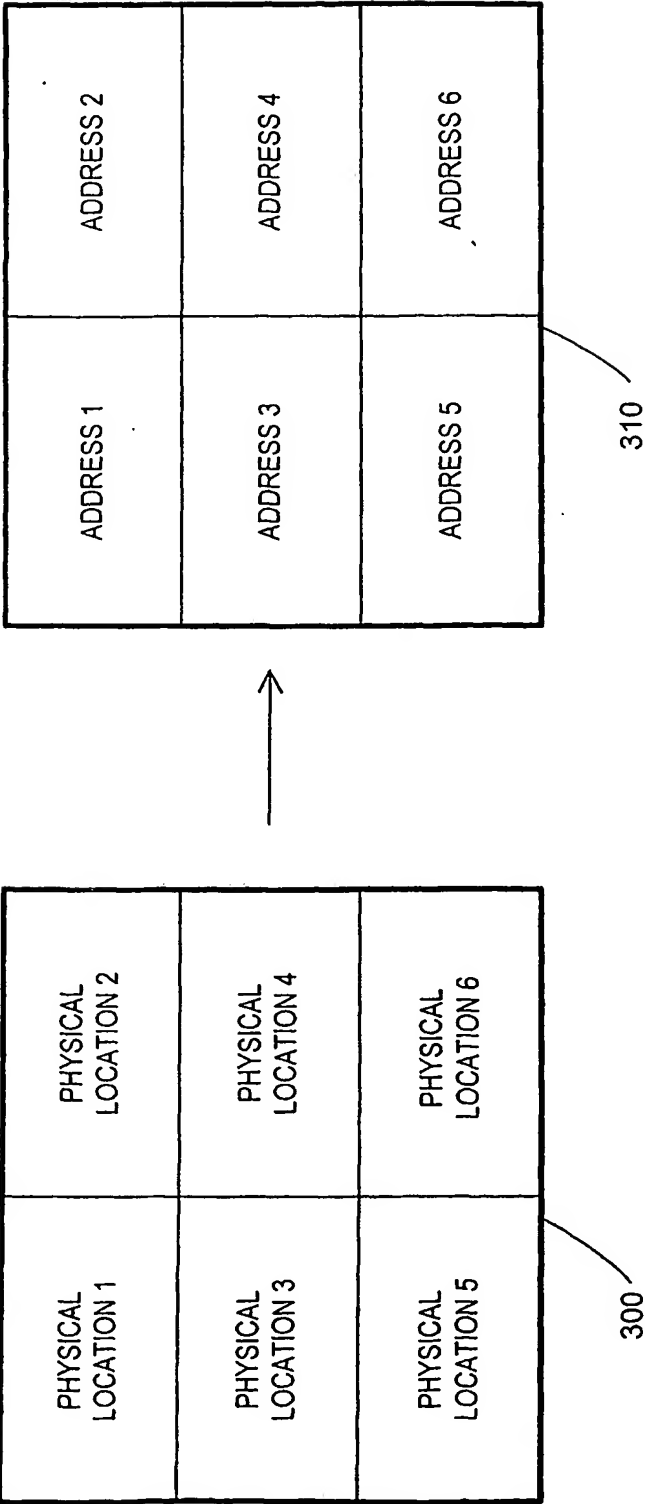 PHYSICAL
LOCATION 1
PHYSICAL
LOCATION 2
PHYSICAL
LOCATION 3
PHYSICAL
LOCATION 4
PHYSICAL
LOCATION 5
PHYSICAL
LOCATION 6
300
ADDRESS 1
ADDRESS 2
ADDRESS 3
ADDRESS 4
ADDRESS 5
ADDRESS 6
310